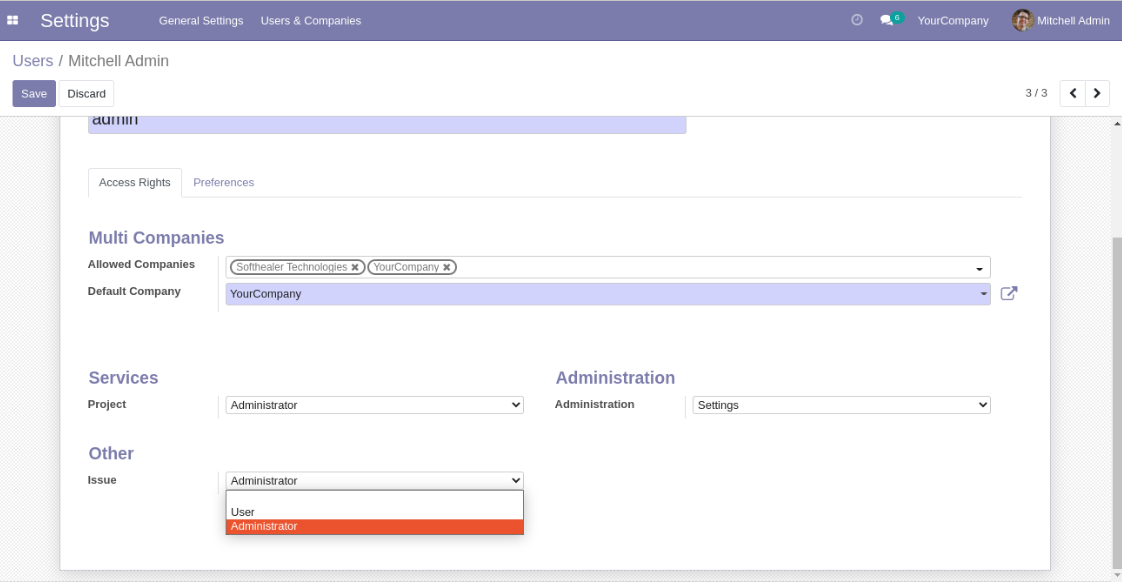 Settings General Settings Users & Companies 6 YourCompany Mitchell Admin
Users / Mitchell Admin
Save Discard 3 / 3
admin
Access Rights Preferences
Multi Companies
Allowed Companies Softhealer Technologies YourCompany
Default Company YourCompany
Services Administration
Project Administrator Administration Settings
Other
Issue Administrator
User
Administrator